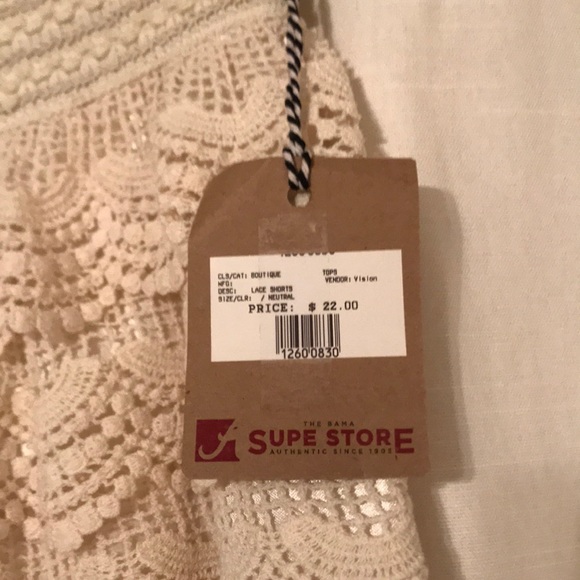 CLS/CAT: BOUTIQUE TOPS
MFG: VENDOR: Vision
DESC: LACE SHORTS
SIZE/CLR: / NEUTRAL
PRICE: $ 22.00
12600830
THE BAMA
SUPE STORE
AUTHENTIC SINCE